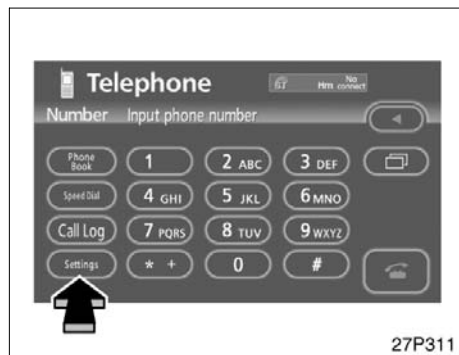 Telephone
No
Hm connect
Number Input phone number
Phone
Book
1 2 ABC 3 DEF
Speed Dial 4 GHI 5 JKL 6 MNO
Call Log 7 PQRS 8 TUV 9 WXYZ
Settings * + 0 #
27P311